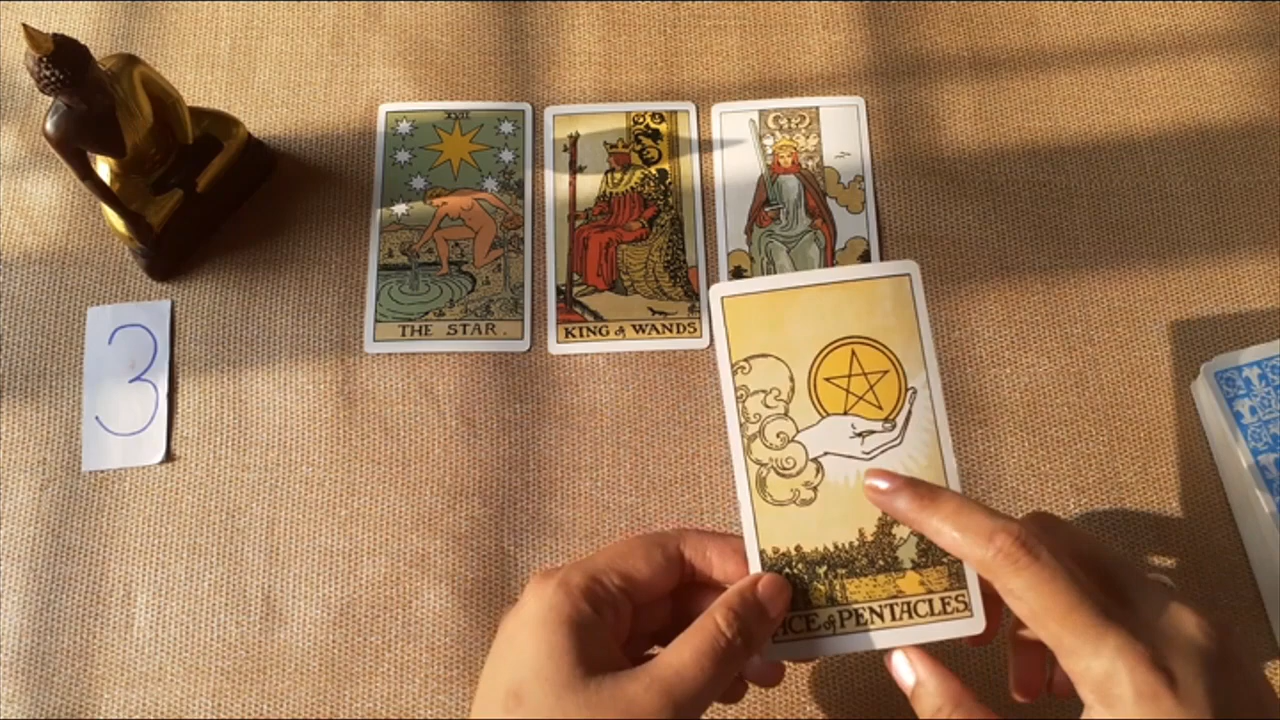 XVII
THE STAR.
KING of WANDS
3
ACE of PENTACLES